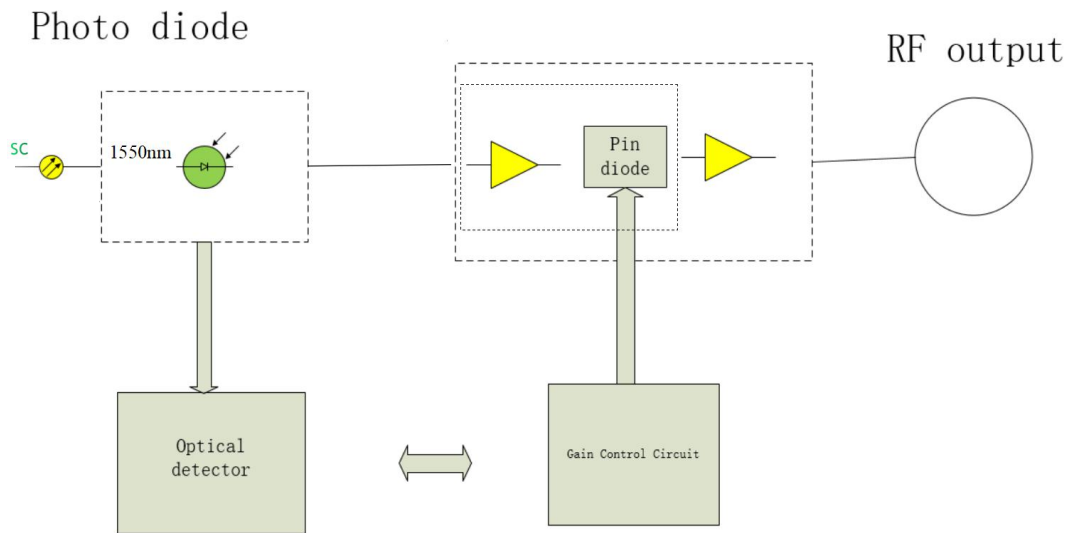 Photo diode
RF output
SC
1550nm
Pin
diode
Optical
detector
Gain Control Circuit